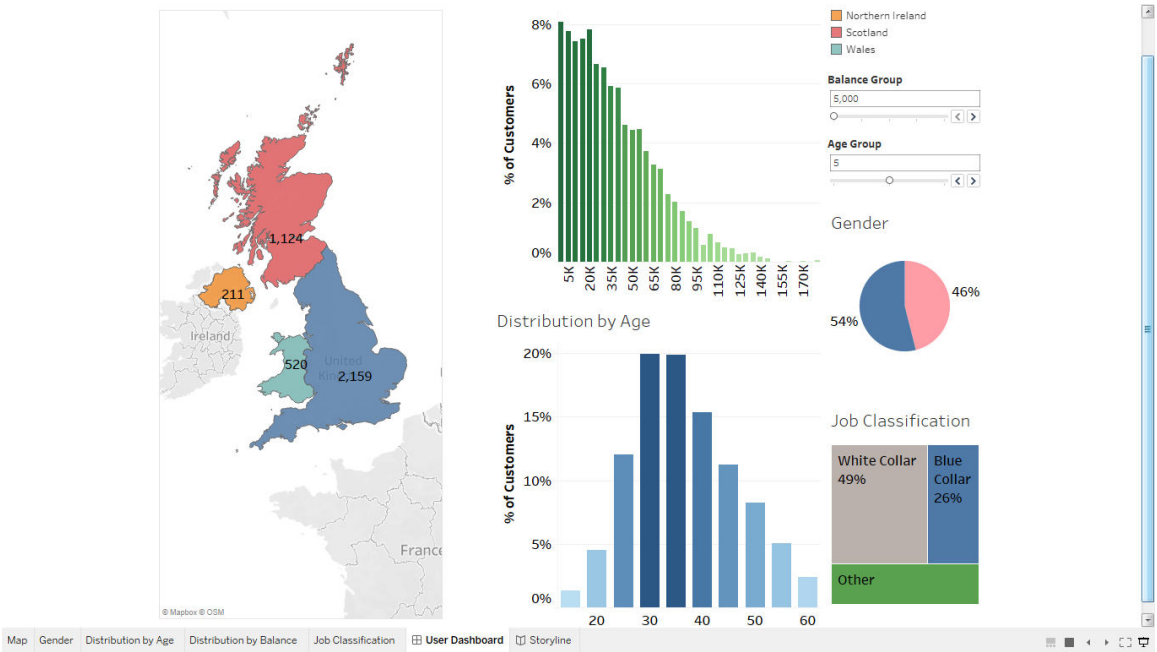 1,124
211
Ireland
520
United
2,159
France
© Mapbox © OSM
8%
6%
4%
2%
0%
% of Customers
5K
20K
35K
50K
65K
80K
95K
110K
125K
140K
155K
170K
Distribution by Age
20%
15%
10%
5%
0%
% of Customers
20
30
40
50
60
Northern Ireland
Scotland
Wales
Balance Group
5,000
Age Group
5
Gender
46%
54%
Job Classification
White Collar
49%
Blue
Collar
26%
Other
Map Gender Distribution by Age Distribution by Balance Job Classification User Dashboard Storyline